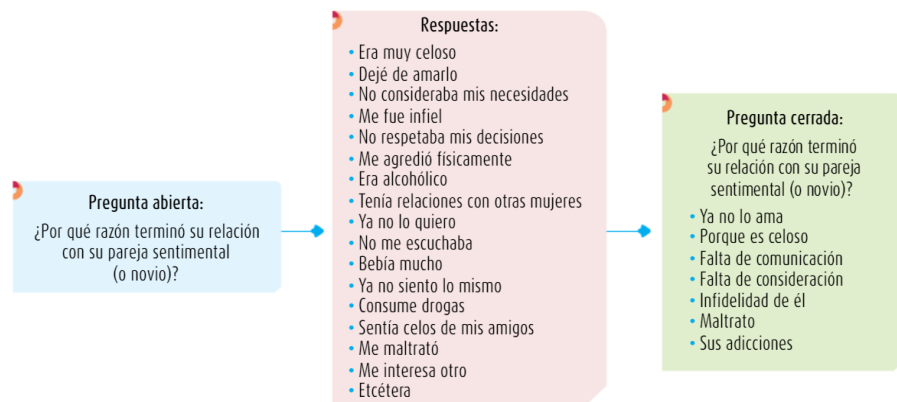 Pregunta abierta:
¿Por qué razón terminó su relación
con su pareja sentimental
(o novio)?
Respuestas:
• Era muy celoso
• Dejé de amarlo
• No consideraba mis necesidades
• Me fue infiel
• No respetaba mis decisiones
• Me agredió físicamente
• Era alcohólico
• Tenía relaciones con otras mujeres
• Ya no lo quiero
• No me escuchaba
• Bebía mucho
• Ya no siento lo mismo
• Consume drogas
• Sentía celos de mis amigos
• Me maltrató
• Me interesa otro
• Etcétera
Pregunta cerrada:
¿Por qué razón terminó
su relación con su pareja
sentimental (o novio)?
• Ya no lo ama
• Porque es celoso
• Falta de comunicación
• Falta de consideración
• Infidelidad de él
• Maltrato
• Sus adicciones